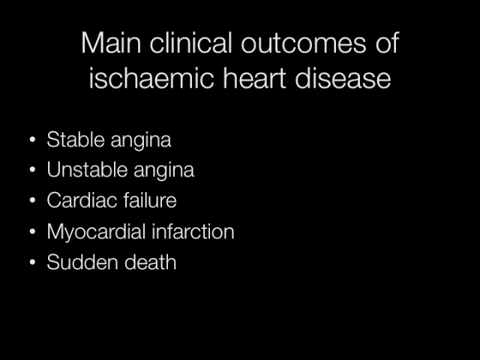 Main clinical outcomes of
ischaemic heart disease
• Stable angina
• Unstable angina
• Cardiac failure
• Myocardial infarction
• Sudden death